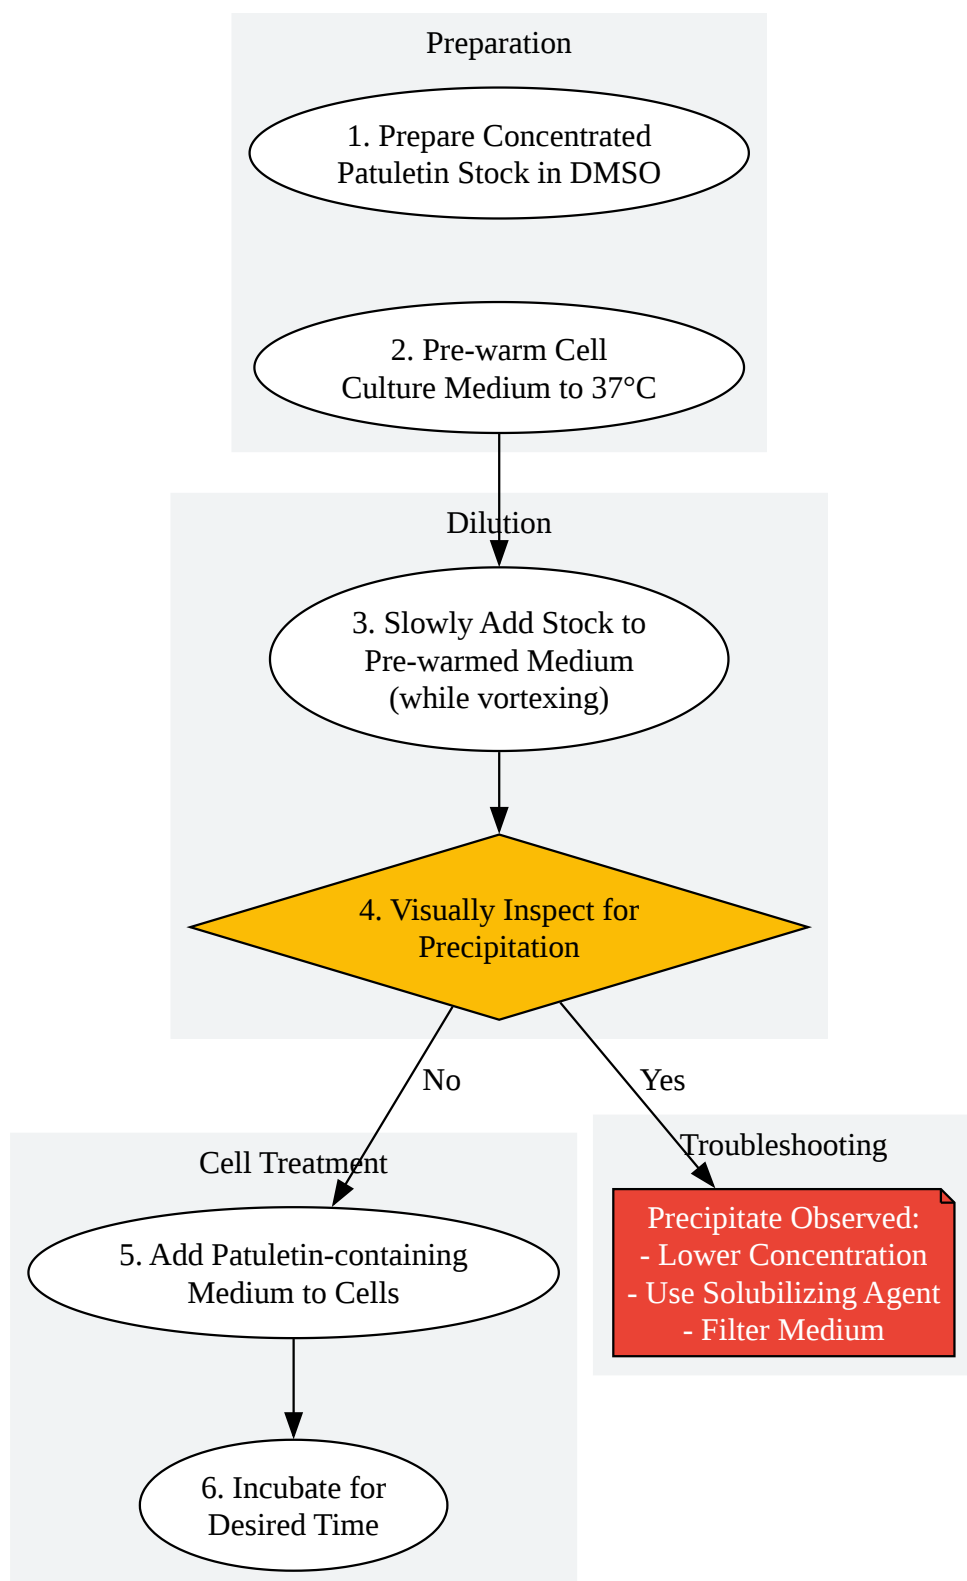 Preparation
1. Prepare Concentrated
Patuletin Stock in DMSO
2. Pre-warm Cell
Culture Medium to 37°C
Dilution
3. Slowly Add Stock to
Pre-warmed Medium
(while vortexing)
4. Visually Inspect for
Precipitation
No
Yes
Cell Treatment
5. Add Patuletin-containing
Medium to Cells
6. Incubate for
Desired Time
Troubleshooting
Precipitate Observed:
- Lower Concentration
- Use Solubilizing Agent
- Filter Medium